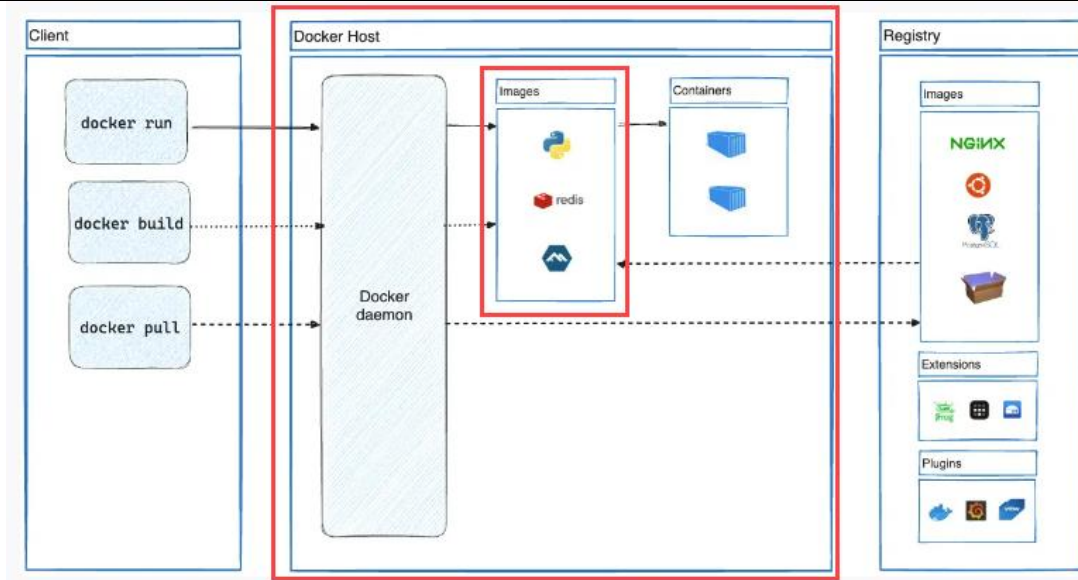 Client
docker run
docker build
docker pull
Docker Host
Docker
daemon
Images
redis
Containers
Registry
Images
NGINX
PostgreSQL
Extensions
Plugins